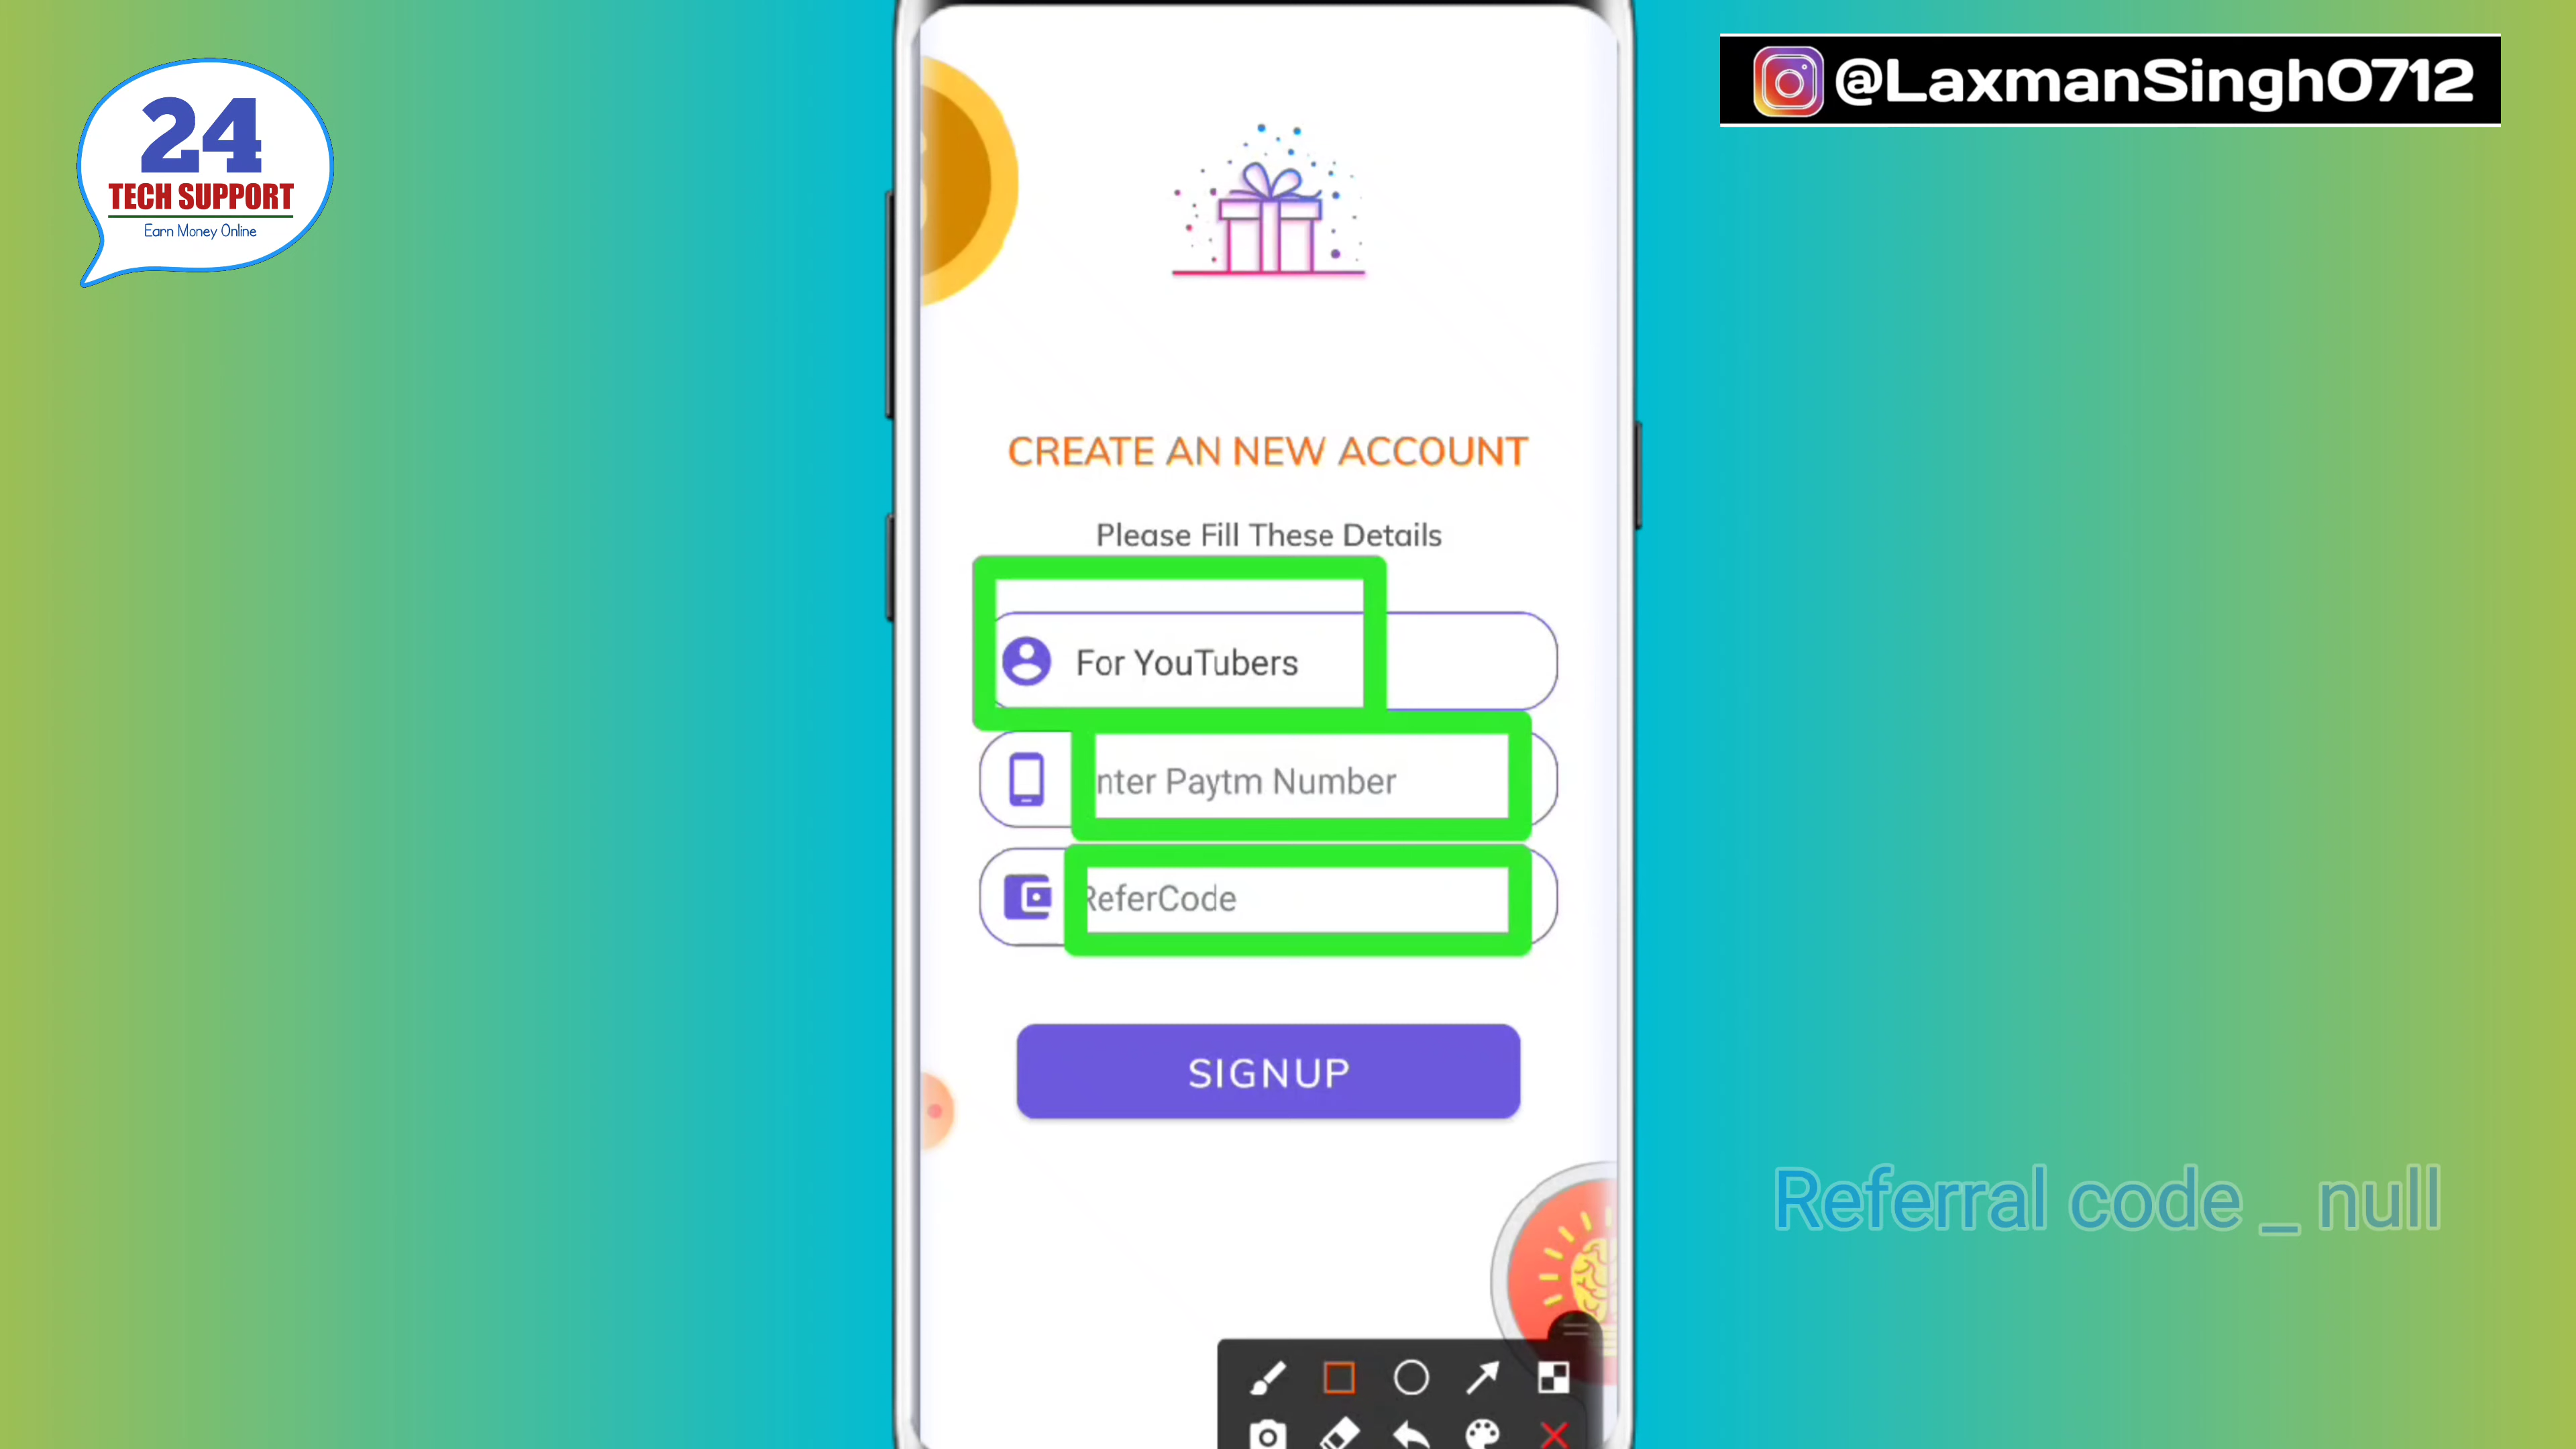 24
TECH SUPPORT
Earn Money Online
@LaxmanSingh0712
CREATE AN NEW ACCOUNT
Please Fill These Details
For YouTubers
nter Paytm Number
ReferCode
SIGNUP
Referral code _ null